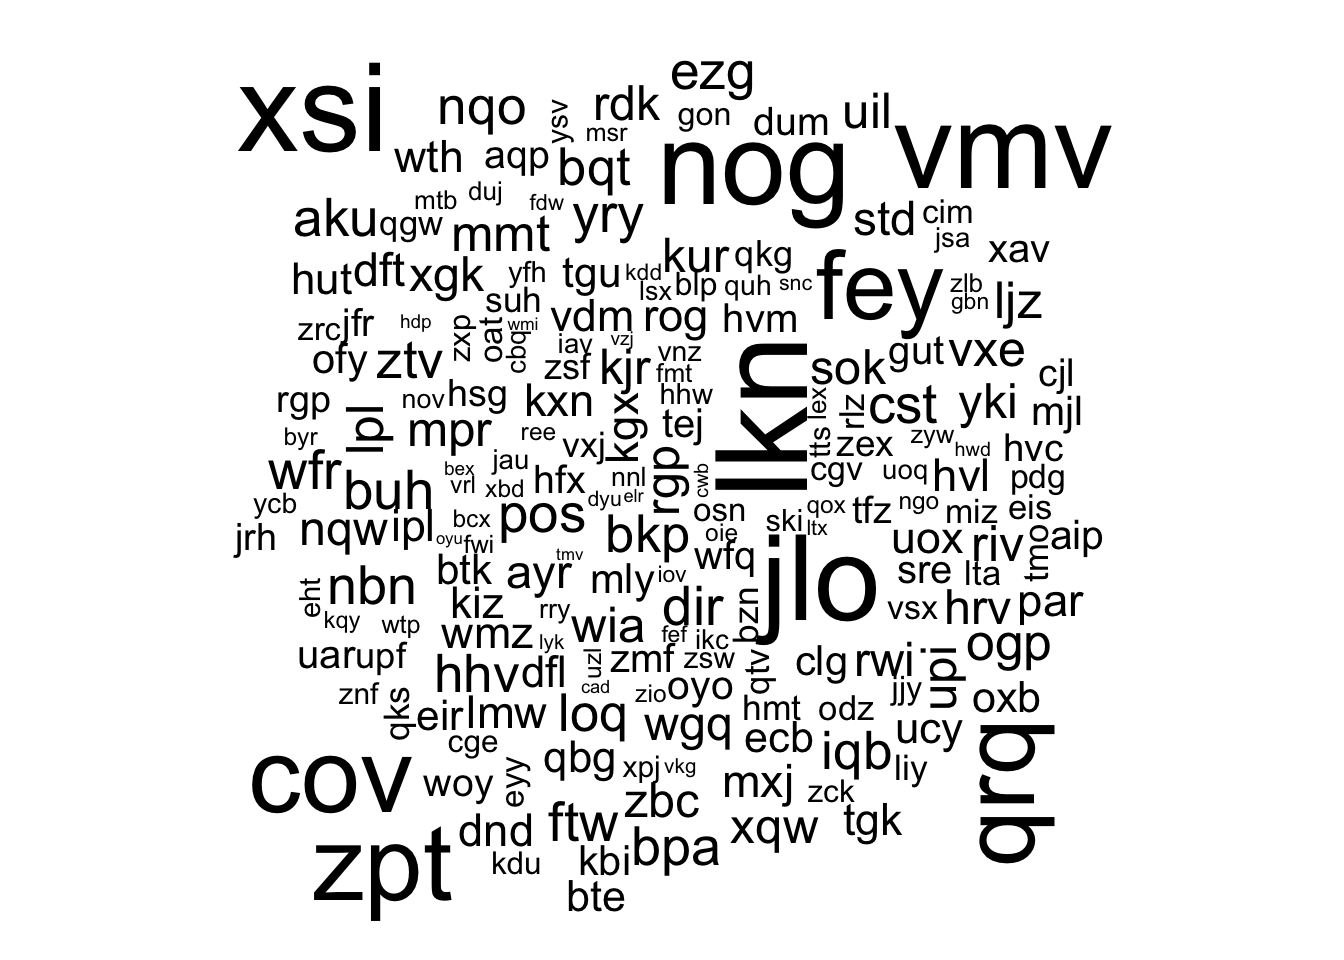 ezg
xsi nqo ysv rdk gon dum uil vmv
msr
wth aqp bqt nog
mtb duj fdw
aku qgw mmt yry std cim
jsa
kur qkg xav
hut dft xgk yfh tgu kdd lsx blp quh snc fey zlb
gbn ljz
suh
zrc jfr hdp zxp oat wmi vdm rog hvm
cbq iav vzj
ofy ztv zsf kjr vnz sok gut vxe
fmt cjl
rgp lpl nov hsg kxn kgx hhw lkn lex rlz cst yki mjl
byr mpr ree vxj tej tts zex zyw hwd hvc
wfr bex jau rgp cwb cgv uoq hvl pdg
buh vrl xbd hfx nnl
ycb dyu elr osn qox tfz ngo miz eis
jrh nqw ipl bcx pos bkp oie ski ltx uox riv tmo aip
oyu fwi tmv wfq jlo
eht nbn btk ayr mly iov sre lta
kiz rry dir bzn vsx hrv par
kqy wtp wmz lyk wia fef ikc
uar upf uzl zmf zsw qtv clg rwi upi ogp
hhv dfl cad zio oyo jjy oxb
znf qks eir lmw loq wgq hmt odz ucy qrq
cge ecb
cov woy eyy qbg xpj vkg mxj iqb liy
zbc zck
zpt dnd ftw bpa xqw tgk
kdu kbi
bte